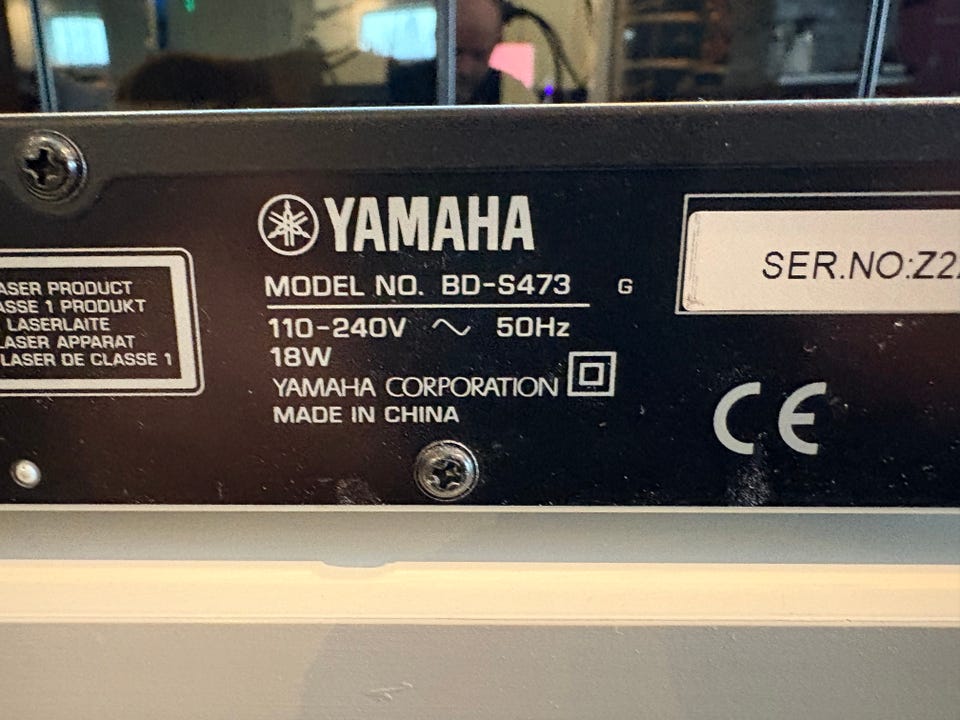 ASER PRODUCT
ASSE 1 PRODUKT
LASERLAITE
LASER APPARAT
LASER DE CLASSE 1
YAMAHA
MODEL NO. BD-S473 G
110-240V ~ 50Hz
18W
YAMAHA CORPORATION
MADE IN CHINA
SER.NO:Z2
CE